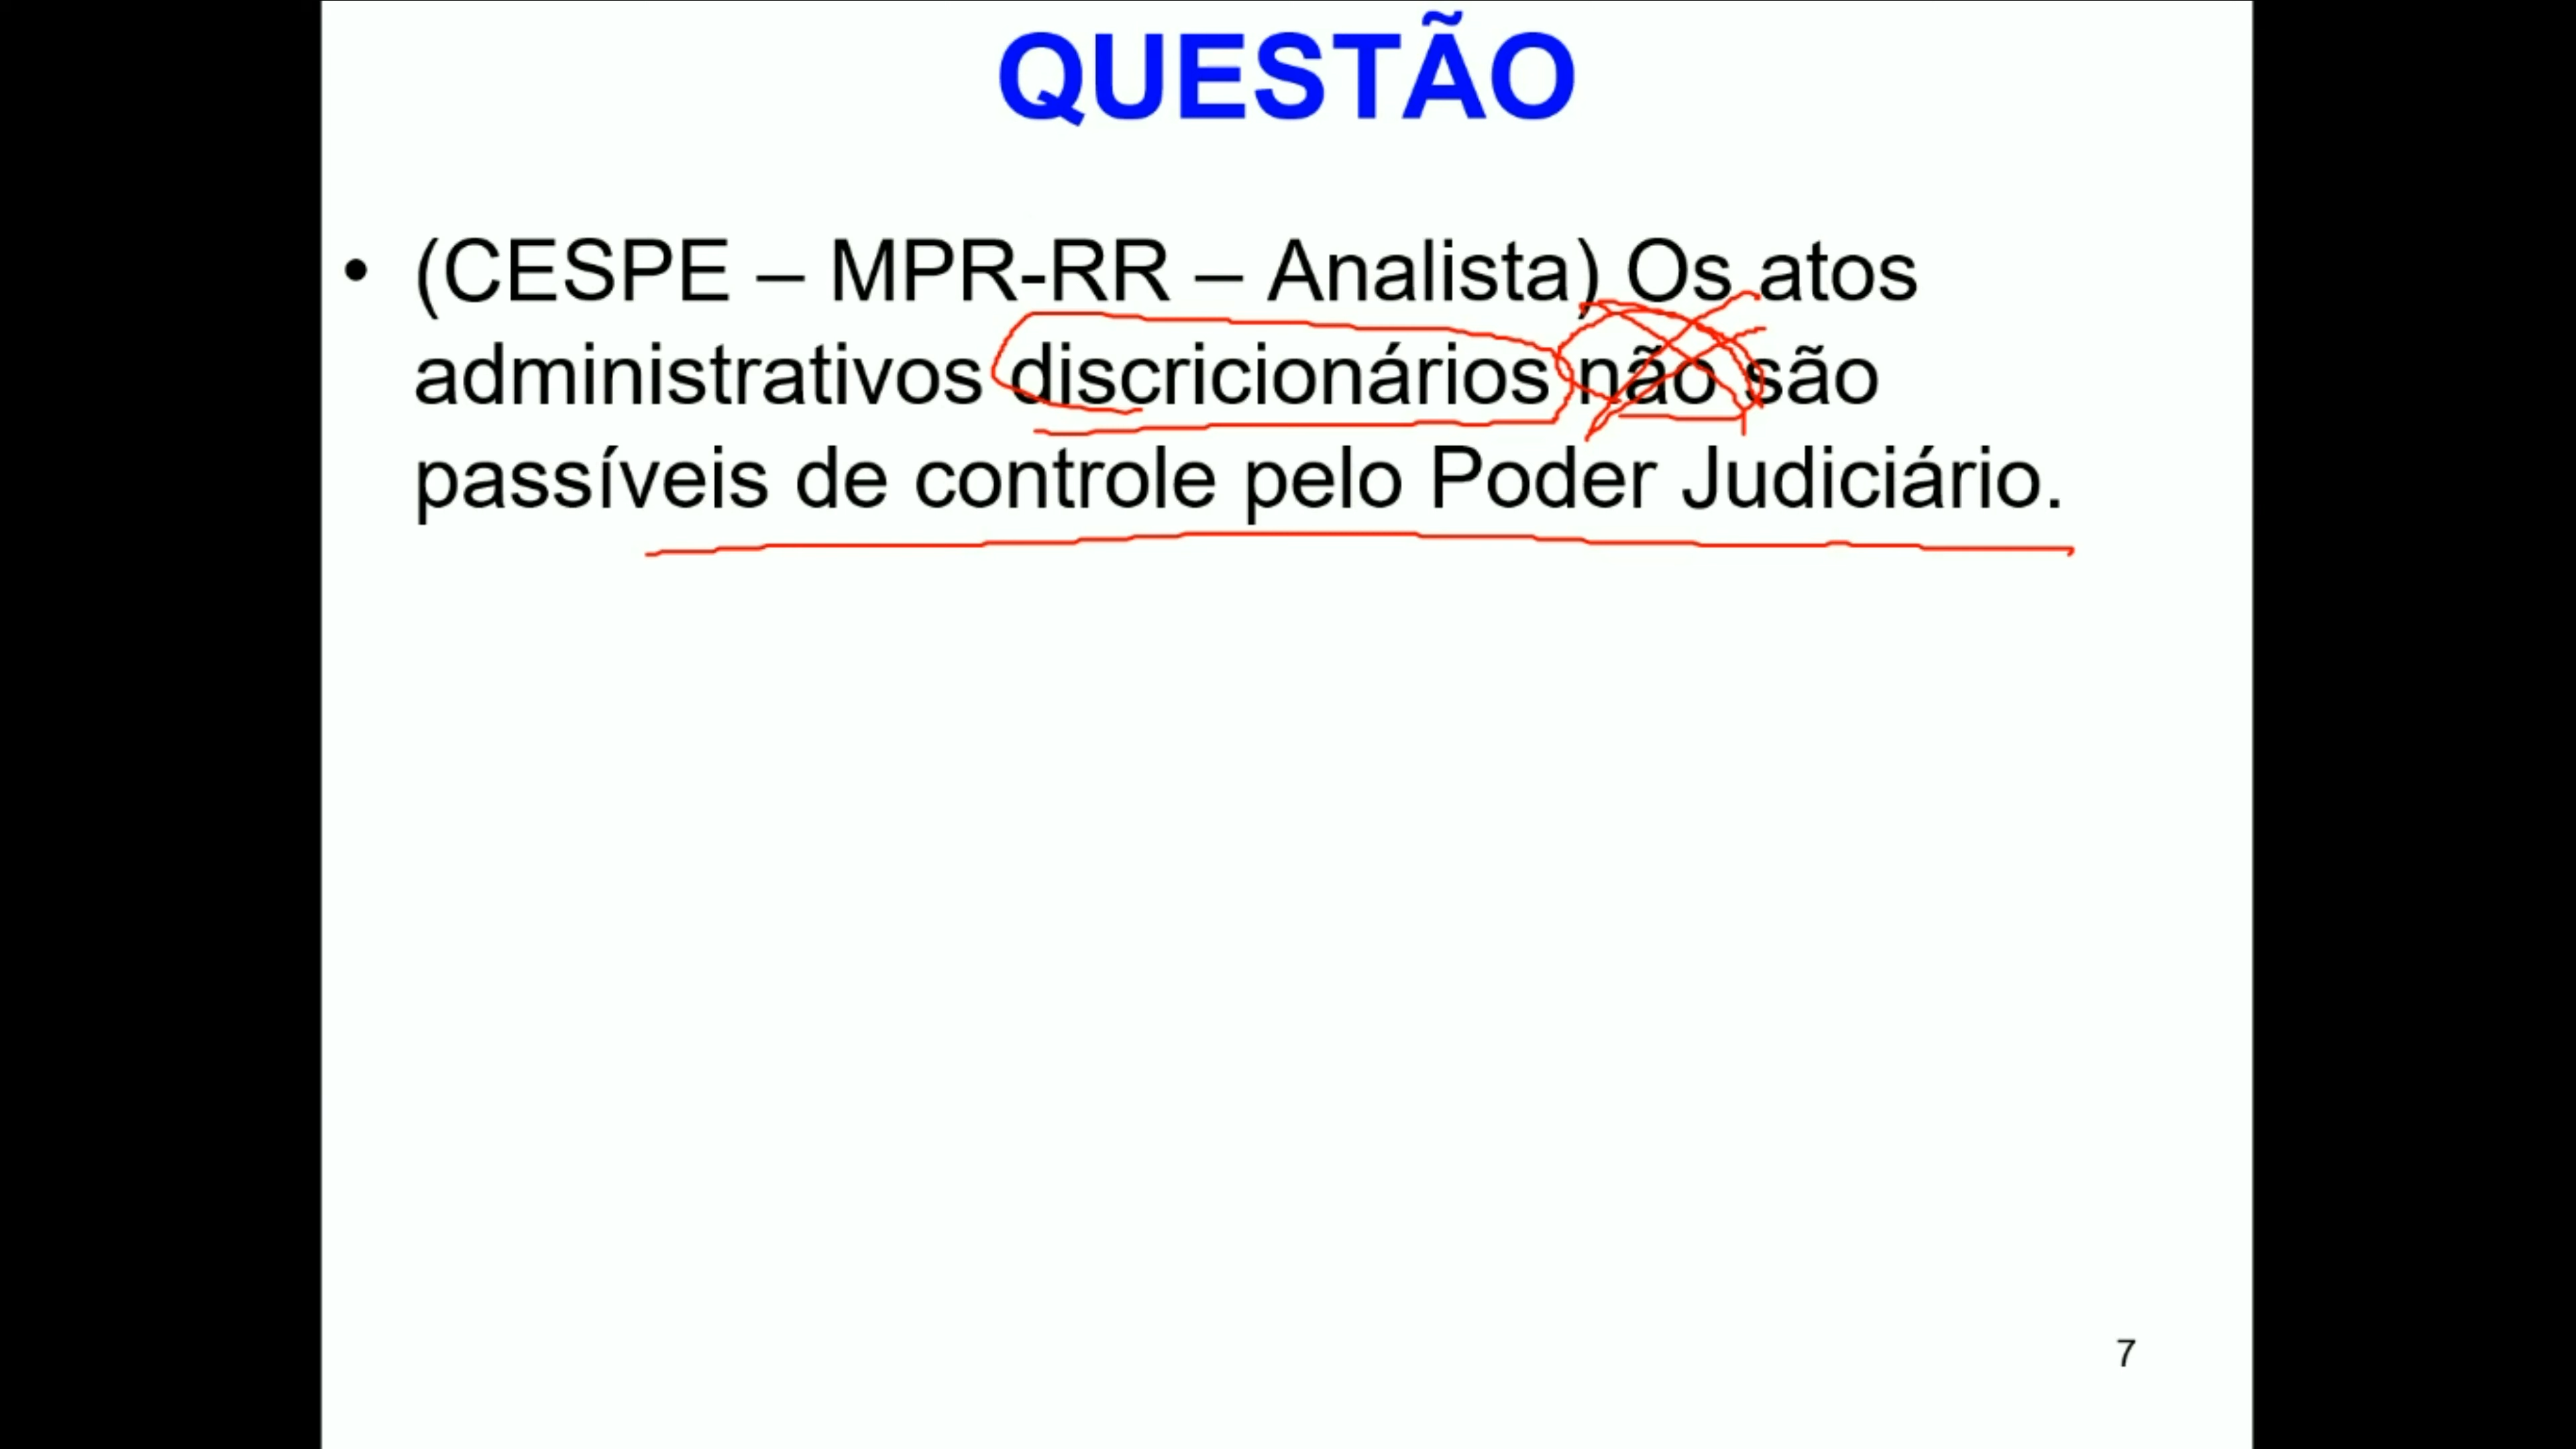 QUESTÃO
• (CESPE – MPR-RR – Analista) Os atos
administrativos discricionários não são
passíveis de controle pelo Poder Judiciário.
7